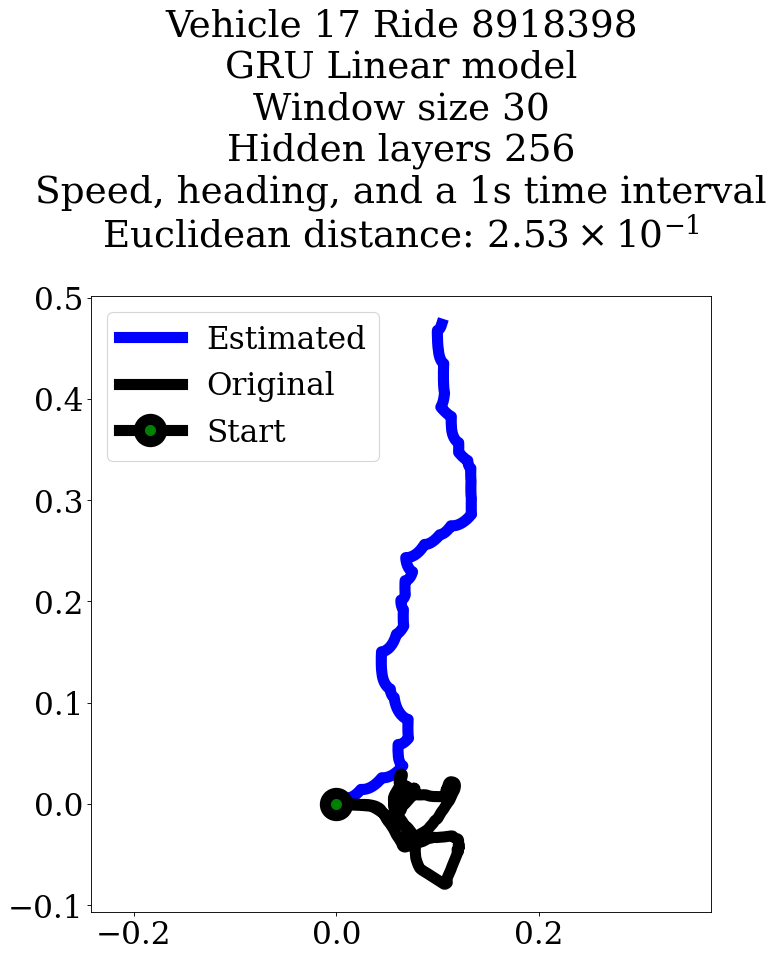 Vehicle 17 Ride 8918398
GRU Linear model
Window size 30
Hidden layers 256
Speed, heading, and a 1s time interval
Euclidean distance: 2.53 × 10⁻¹
Estimated
Original
Start
0.5
0.4
0.3
0.2
0.1
0.0
−0.1
−0.2
0.0
0.2